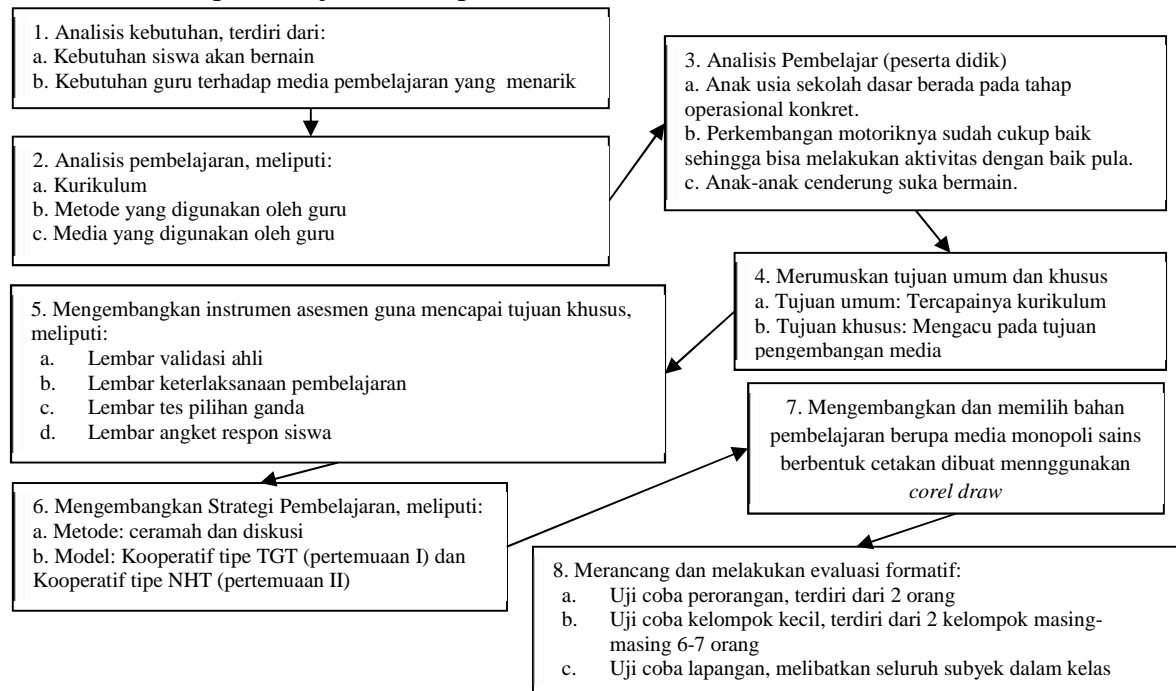 1. Analisis kebutuhan, terdiri dari:
a. Kebutuhan siswa akan bernain
b. Kebutuhan guru terhadap media pembelajaran yang menarik
2. Analisis pembelajaran, meliputi:
a. Kurikulum
b. Metode yang digunakan oleh guru
c. Media yang digunakan oleh guru
3. Analisis Pembelajar (peserta didik)
a. Anak usia sekolah dasar berada pada tahap
operasional konkret.
b. Perkembangan motoriknya sudah cukup baik
sehingga bisa melakukan aktivitas dengan baik pula.
c. Anak-anak cenderung suka bermain.
4. Merumuskan tujuan umum dan khusus
a. Tujuan umum: Tercapainya kurikulum
b. Tujuan khusus: Mengacu pada tujuan
pengembangan media
5. Mengembangkan instrumen asesmen guna mencapai tujuan khusus,
meliputi:
a. Lembar validasi ahli
b. Lembar keterlaksanaan pembelajaran
c. Lembar tes pilihan ganda
d. Lembar angket respon siswa
6. Mengembangkan Strategi Pembelajaran, meliputi:
a. Metode: ceramah dan diskusi
b. Model: Kooperatif tipe TGT (pertemuaan I) dan
Kooperatif tipe NHT (pertemuaan II)
7. Mengembangkan dan memilih bahan
pembelajaran berupa media monopoli sains
berbentuk cetakan dibuat mennggunakan
corel draw
8. Merancang dan melakukan evaluasi formatif:
a. Uji coba perorangan, terdiri dari 2 orang
b. Uji coba kelompok kecil, terdiri dari 2 kelompok masing-
masing 6-7 orang
c. Uji coba lapangan, melibatkan seluruh subyek dalam kelas